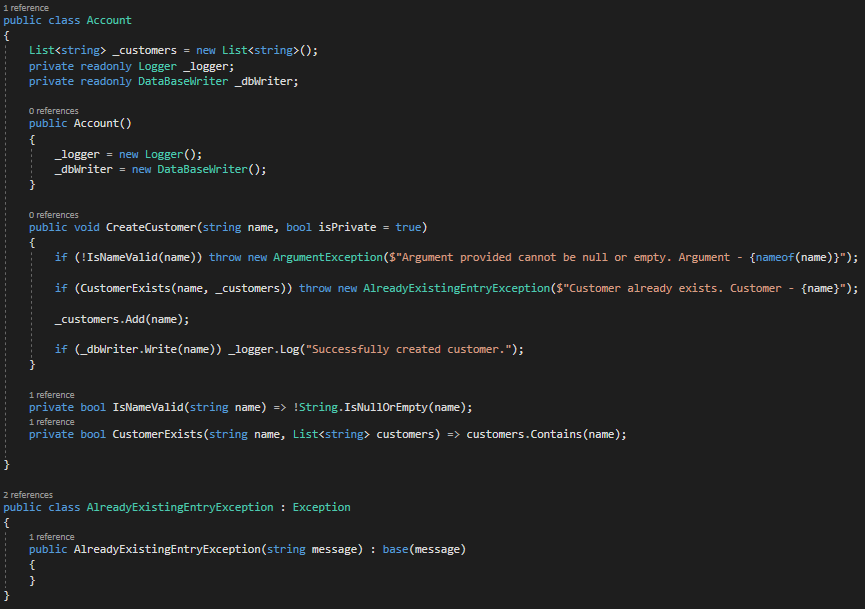 1 reference
public class Account
{
List<string> _customers = new List<string>();
private readonly Logger _logger;
private readonly DataBaseWriter _dbWriter;
0 references
public Account()
{
_logger = new Logger();
_dbWriter = new DataBaseWriter();
}
0 references
public void CreateCustomer(string name, bool isPrivate = true)
{
if (!IsNameValid(name)) throw new ArgumentException($"Argument provided cannot be null or empty. Argument - {nameof(name)}");
if (CustomerExists(name, _customers)) throw new AlreadyExistingEntryException($"Customer already exists. Customer - {name}");
_customers.Add(name);
if (_dbWriter.Write(name)) _logger.Log("Successfully created customer.");
}
1 reference
private bool IsNameValid(string name) => !String.IsNullOrEmpty(name);
1 reference
private bool CustomerExists(string name, List<string> customers) => customers.Contains(name);
}
2 references
public class AlreadyExistingEntryException : Exception
{
1 reference
public AlreadyExistingEntryException(string message) : base(message)
{
}
}